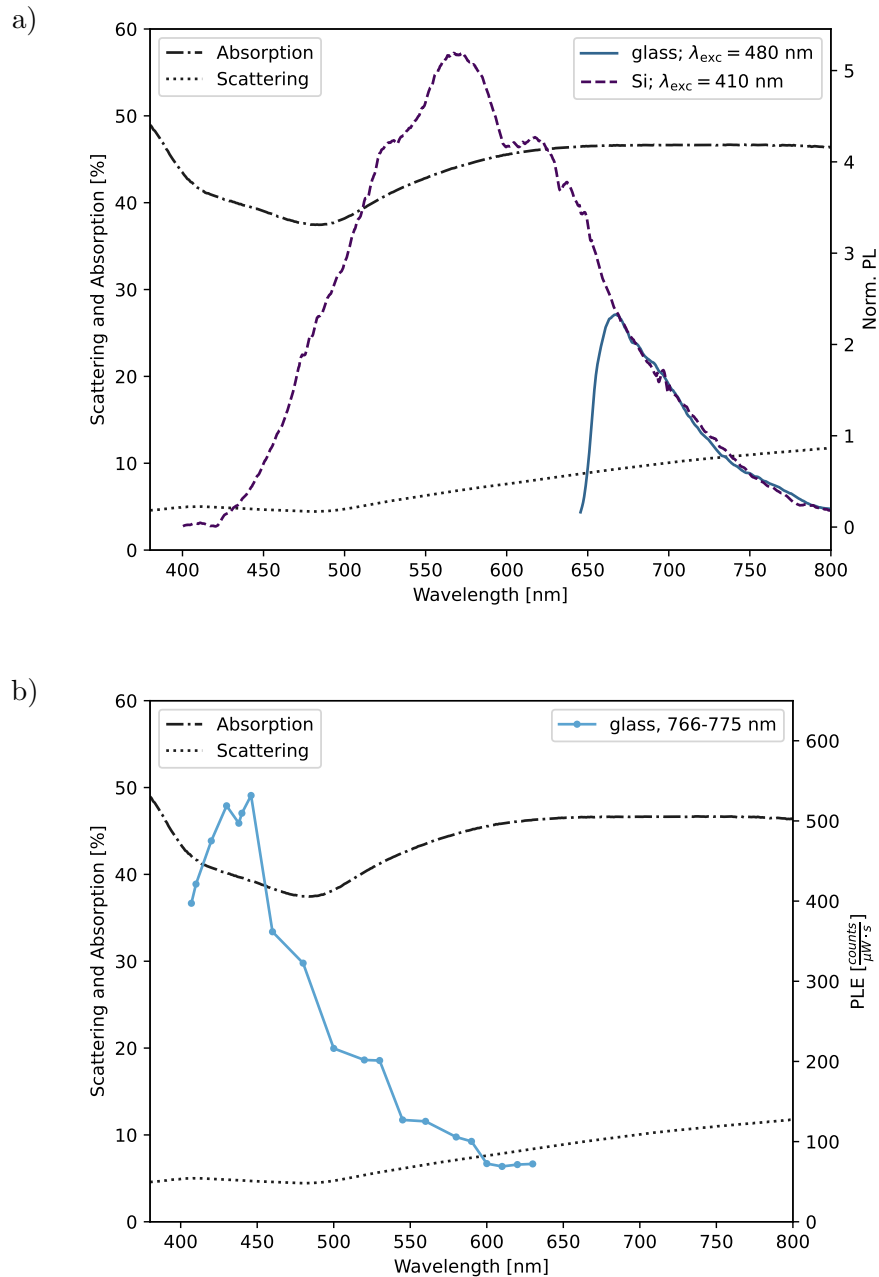 a)
60
50
40
30
20
10
0
Scattering and Absorption [%]
Absorption
Scattering
glass; λexc = 480 nm
Si; λexc = 410 nm
5
4
3
2
1
0
Norm. PL
400 450 500 550 600 650 700 750 800
Wavelength [nm]
b)
60
50
40
30
20
10
0
Scattering and Absorption [%]
Absorption
Scattering
glass, 766-775 nm
600
500
400
300
200
100
0
PLE [counts/μW·s]
400 450 500 550 600 650 700 750 800
Wavelength [nm]